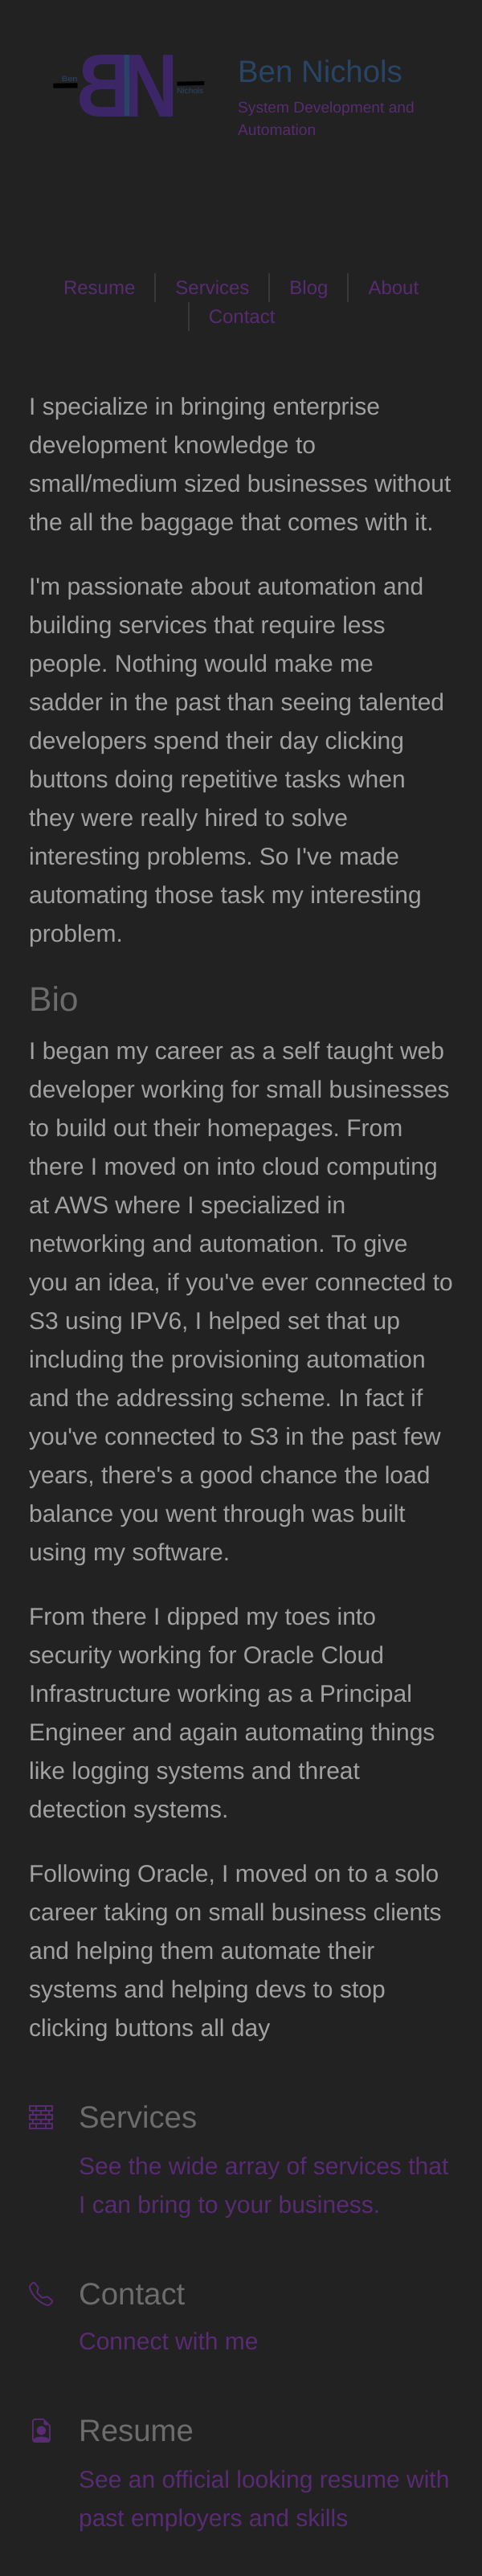 Ben
BN
Nichols
Ben Nichols
System Development and
Automation
Resume
Services
Blog
About
Contact
I specialize in bringing enterprise
development knowledge to
small/medium sized businesses without
the all the baggage that comes with it.
I'm passionate about automation and
building services that require less
people. Nothing would make me
sadder in the past than seeing talented
developers spend their day clicking
buttons doing repetitive tasks when
they were really hired to solve
interesting problems. So I've made
automating those task my interesting
problem.
Bio
I began my career as a self taught web
developer working for small businesses
to build out their homepages. From
there I moved on into cloud computing
at AWS where I specialized in
networking and automation. To give
you an idea, if you've ever connected to
S3 using IPV6, I helped set that up
including the provisioning automation
and the addressing scheme. In fact if
you've connected to S3 in the past few
years, there's a good chance the load
balance you went through was built
using my software.
From there I dipped my toes into
security working for Oracle Cloud
Infrastructure working as a Principal
Engineer and again automating things
like logging systems and threat
detection systems.
Following Oracle, I moved on to a solo
career taking on small business clients
and helping them automate their
systems and helping devs to stop
clicking buttons all day
Services
See the wide array of services that
I can bring to your business.
Contact
Connect with me
Resume
See an official looking resume with
past employers and skills